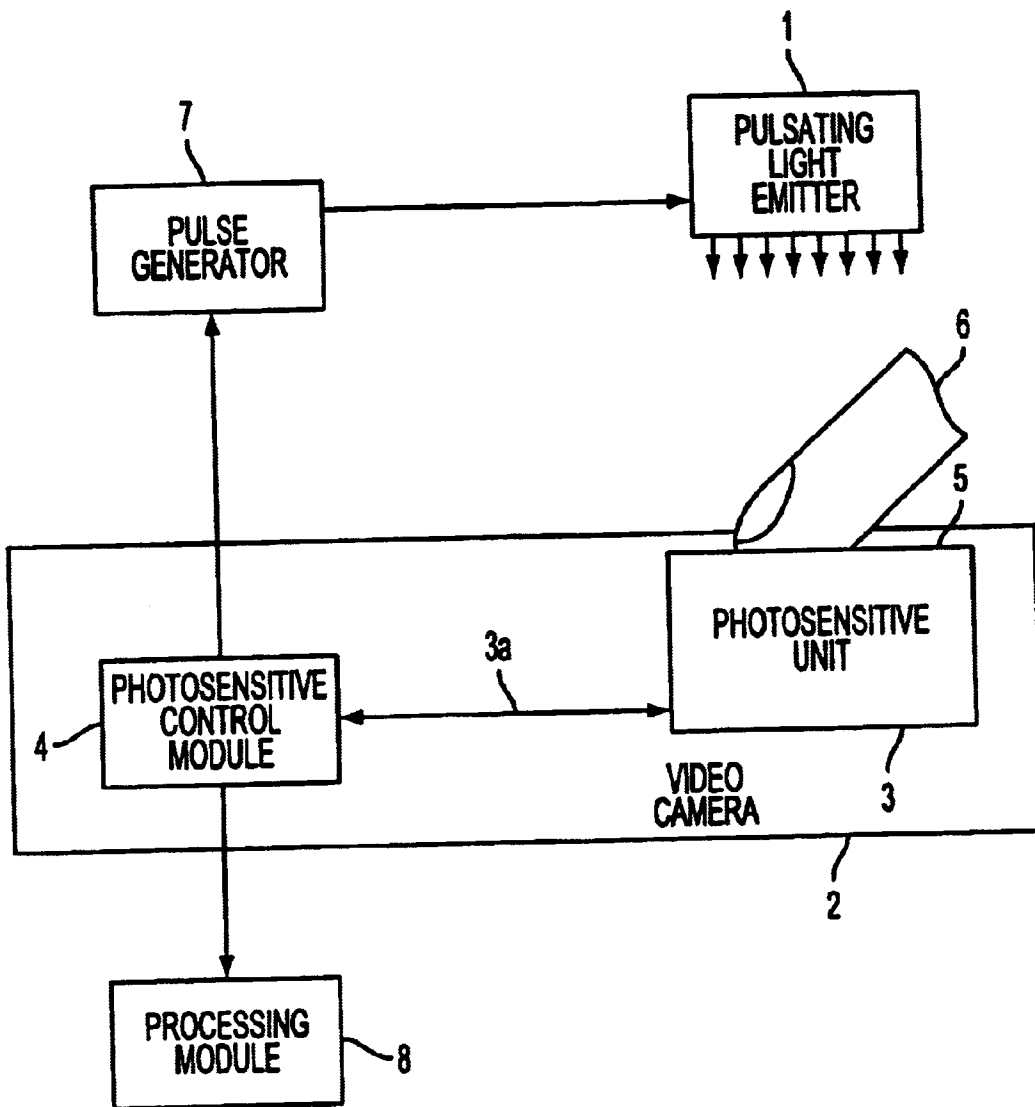 1
7
PULSATING
LIGHT
EMITTER
PULSE
GENERATOR
6
5
PHOTOSENSITIVE
UNIT
3a
PHOTOSENSITIVE
CONTROL
MODULE
4
VIDEO
CAMERA
3
2
PROCESSING
MODULE
8